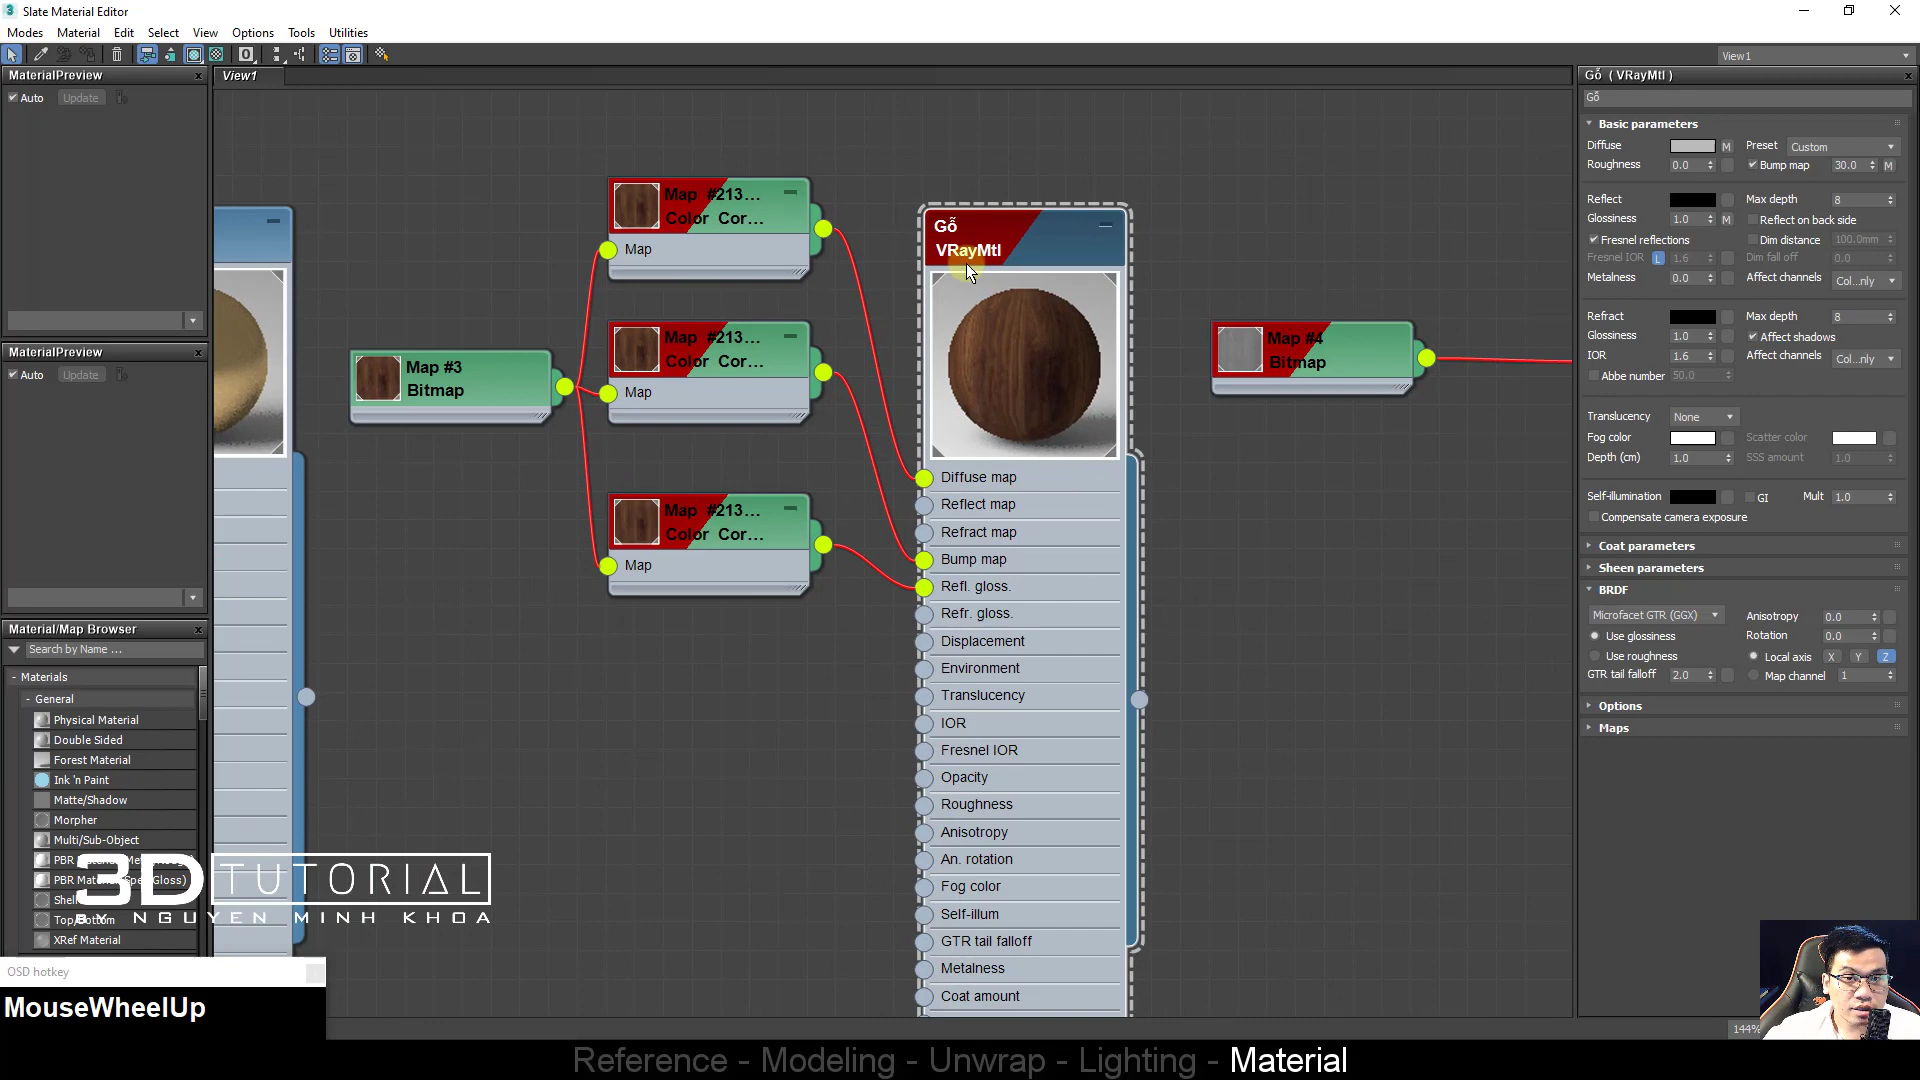 Slate Material Editor
Modes Material Edit Select View Options Tools Utilities
View1
MaterialPreview
Auto Update
MaterialPreview
Auto Update
Material/Map Browser
Search by Name ...
- Materials
- General
Physical Material
Double Sided
Forest Material
Ink 'n Paint
Matte/Shadow
Morpher
Multi/Sub-Object
PBR Mate
PBR Mate Gloss)
Shell
Top/Bottom
XRef Material
View1
Map #3
Bitmap
Map #213...
Color Cor...
Map
Map #213...
Color Cor...
Map
Map #213...
Color Cor...
Map
Gỗ
VRayMtl
Diffuse map
Reflect map
Refract map
Bump map
Refl. gloss.
Refr. gloss.
Displacement
Environment
Translucency
IOR
Fresnel IOR
Opacity
Roughness
Anisotropy
An. rotation
Fog color
Self-illum
GTR tail falloff
Metalness
Coat amount
Map #4
Bitmap
Gỗ ( VRayMtl )
Gỗ
Basic parameters
Diffuse M Preset Custom
Roughness 0.0 Bump map 30.0 M
Reflect Max depth 8
Glossiness 1.0 M Reflect on back side
Fresnel reflections Dim distance 100.0mm
Fresnel IOR L 1.6 Dim fall off 0.0
Metalness 0.0 Affect channels Col...nly
Refract Max depth 8
Glossiness 1.0 Affect shadows
IOR 1.6 Affect channels Col...nly
Abbe number 50.0
Translucency None
Fog color Scatter color
Depth (cm) 1.0 SSS amount 1.0
Self-illumination GI Mult 1.0
Compensate camera exposure
Coat parameters
Sheen parameters
BRDF
Microfacet GTR (GGX) Anisotropy 0.0
Use glossiness Rotation 0.0
Use roughness Local axis X Y Z
GTR tail falloff 2.0 Map channel 1
Options
Maps
3D TUTORIAL
BY NGUYEN MINH KHOA
OSD hotkey
MouseWheelUp
144%
Reference - Modeling - Unwrap - Lighting - Material